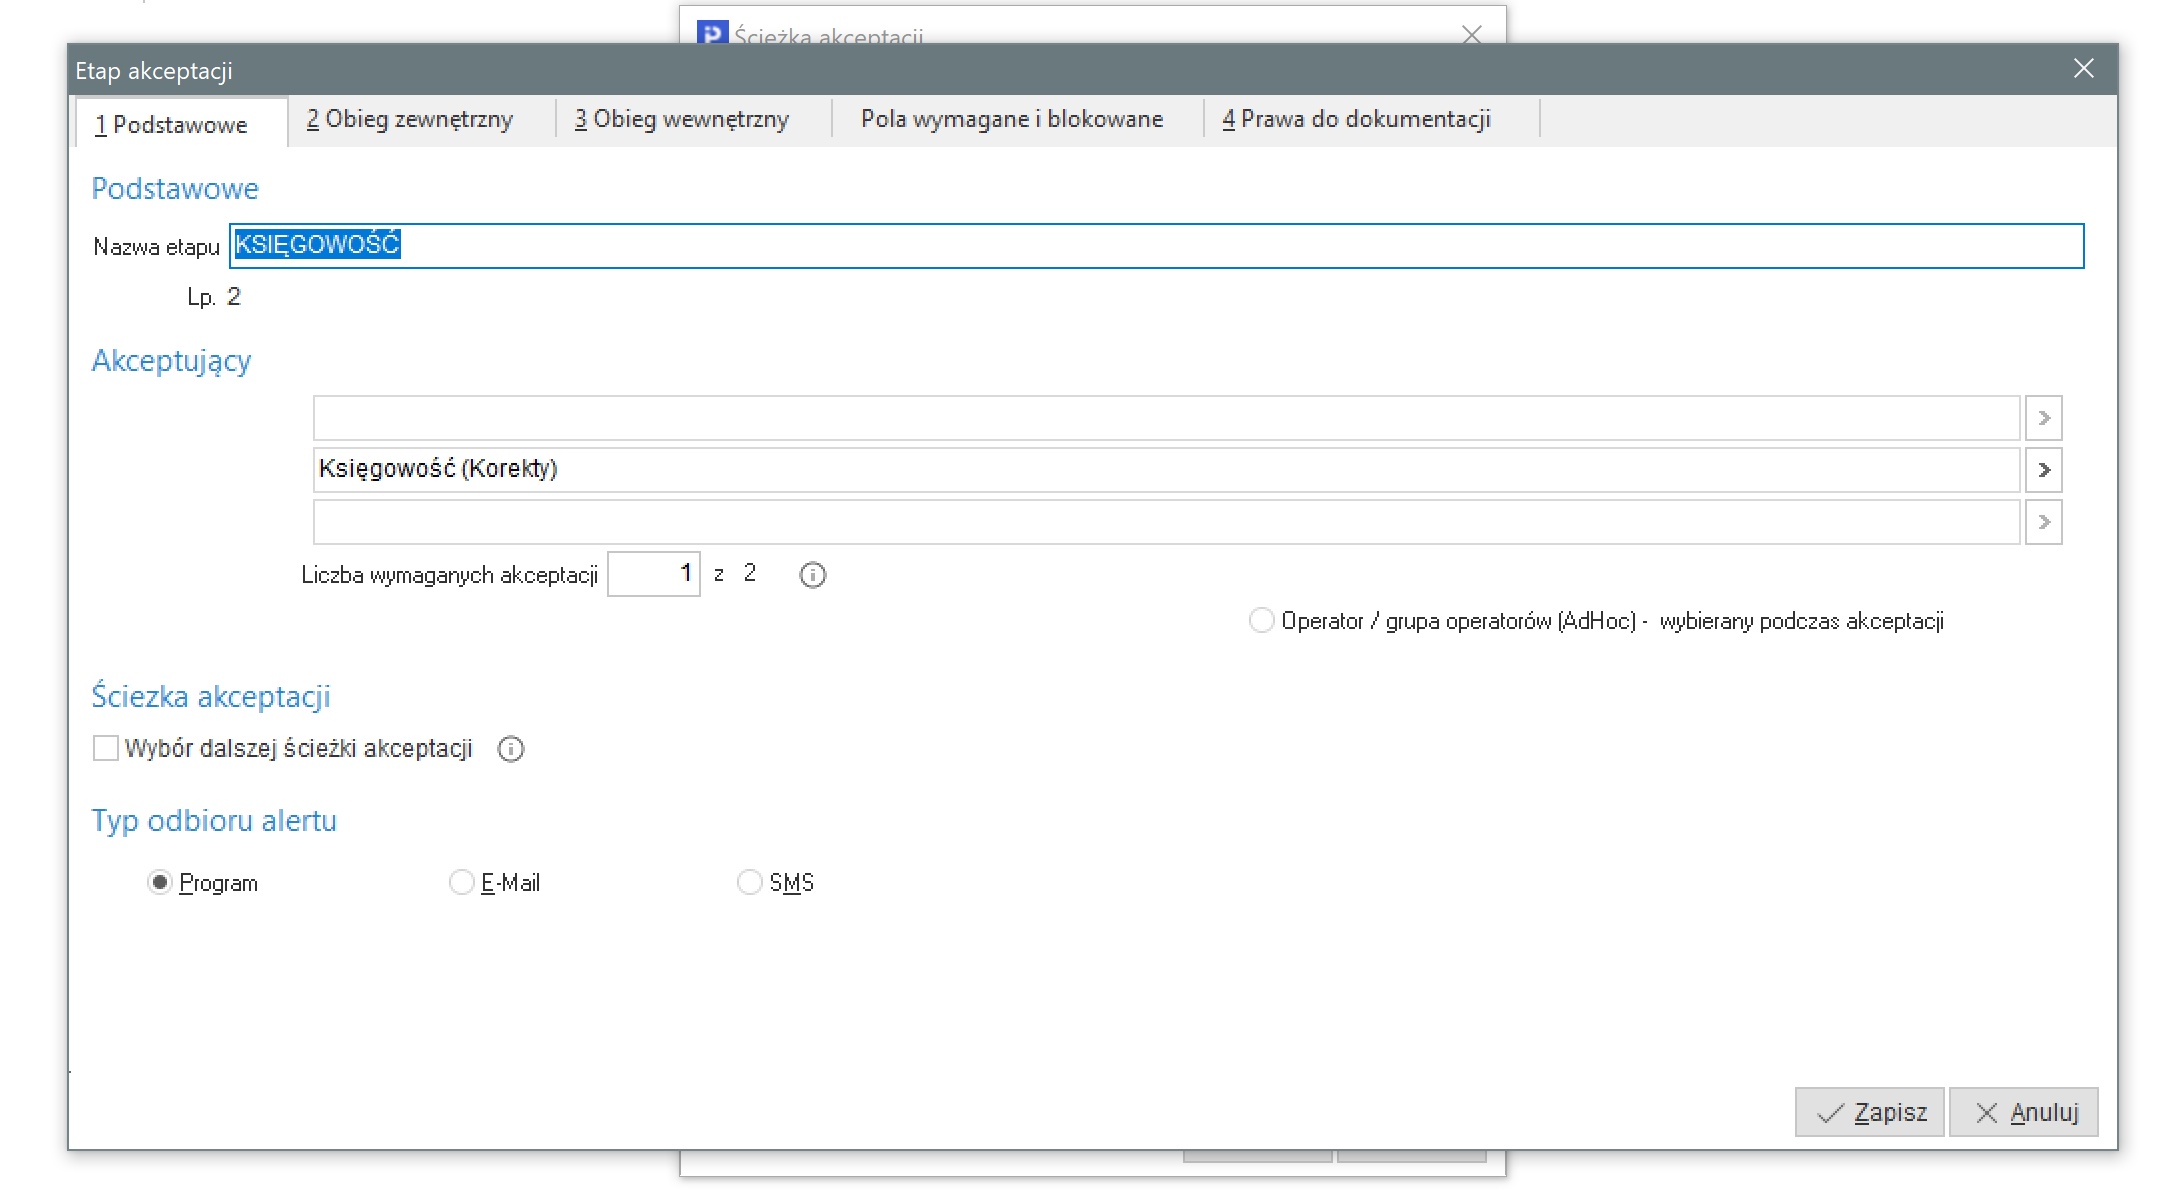 Ścieżka akceptacji
Etap akceptacji
1 Podstawowe
2 Obieg zewnętrzny
3 Obieg wewnętrzny
Pola wymagane i blokowane
4 Prawa do dokumentacji
Podstawowe
Nazwa etapu KSIĘGOWOŚĆ
Lp. 2
Akceptujący
Księgowość (Korekty)
Liczba wymaganych akceptacji 1 z 2
Operator / grupa operatorów (AdHoc) - wybierany podczas akceptacji
Ściezka akceptacji
Wybór dalszej ścieżki akceptacji
Typ odbioru alertu
Program
E-Mail
SMS
Zapisz
Anuluj